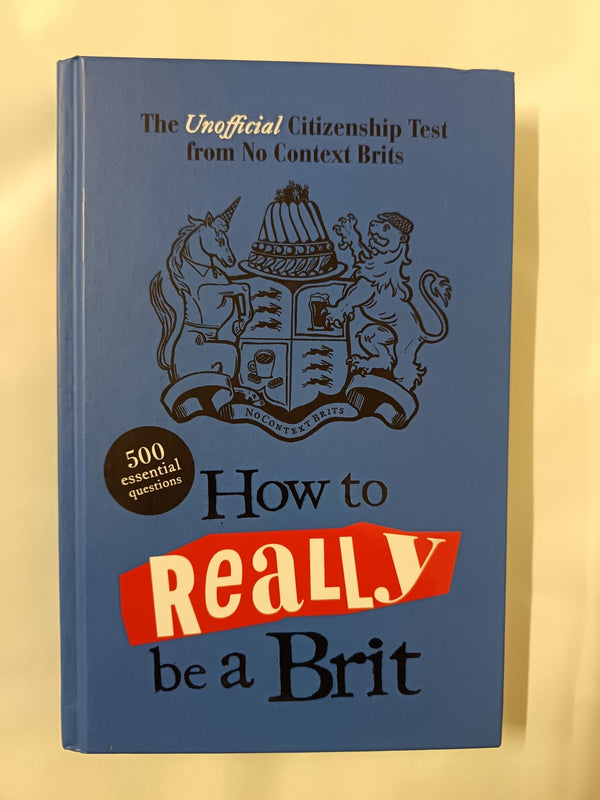 The Unofficial Citizenship Test
from No Context Brits
NO CONTEXT BRITS
500
essential
questions
How to
ReaLLy
be a Brit